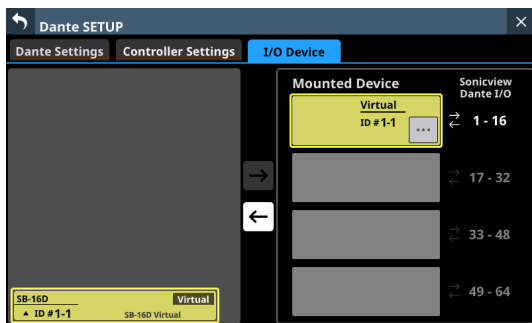 Dante SETUP
Dante Settings
Controller Settings
I/O Device
Mounted Device
Sonicview
Dante I/O
Virtual
ID #1-1
...
1 - 16
17 - 32
33 - 48
49 - 64
SB-16D
Virtual
ID #1-1
SB-16D Virtual